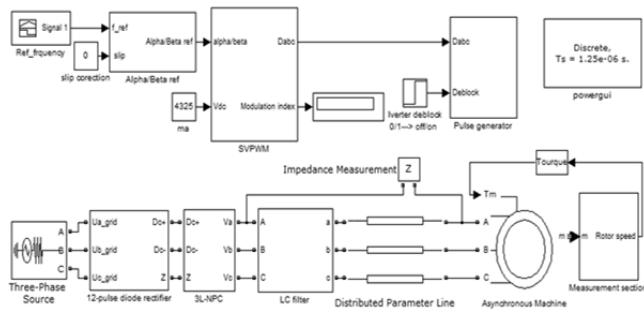 Signal 1
Ref_frquency
f_ref
slip
Alpha/Beta ref
Alpha/Beta ref
0
slip corection
alpha/beta
Dabc
Vdc
Modulation index
SVPWM
4325
ma
Iverter deblock
0/1--> off/on
Dabc
Deblock
Pulse generator
Discrete,
Ts = 1.25e-06 s.
powergui
Impedance Measurement
Z
Tourque
Tm
A
B
C
Three-Phase
Source
Ua_grid
Ub_grid
Uc_grid
Dc+
Dc-
Z
12-pulse diode rectifier
Dc+
Dc-
Z
Va
Vb
Vc
3L-NPC
A
B
C
a
b
c
LC filter
Distributed Parameter Line
A
B
C
m
Asynchronous Machine
m
Rotor speed
Measurement section